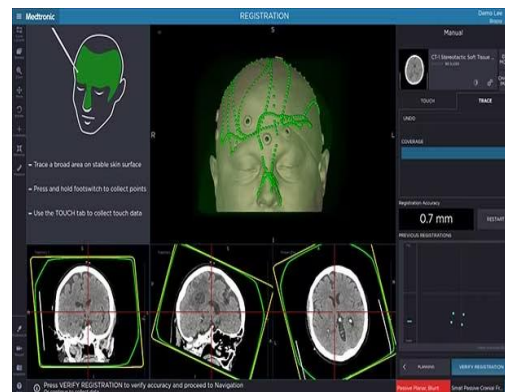 Medtronic
REGISTRATION
Demo Lee
Manual
CT-1 Stereotactic Soft Tissue ...
TOUCH
TRACE
UNDO
COVERAGE
– Trace a broad area on stable skin surface
– Press and hold footswitch to collect points
– Use the TOUCH tab to collect touch data
S
R
L
I
Registration Accuracy
0.7 mm
RESTART
PREVIOUS REGISTRATIONS
PLANNING
VERIFY REGISTRATION
Press VERIFY REGISTRATION to verify accuracy and proceed to Navigation
Passive Planar, Blunt
Small Passive Cranial Fr...